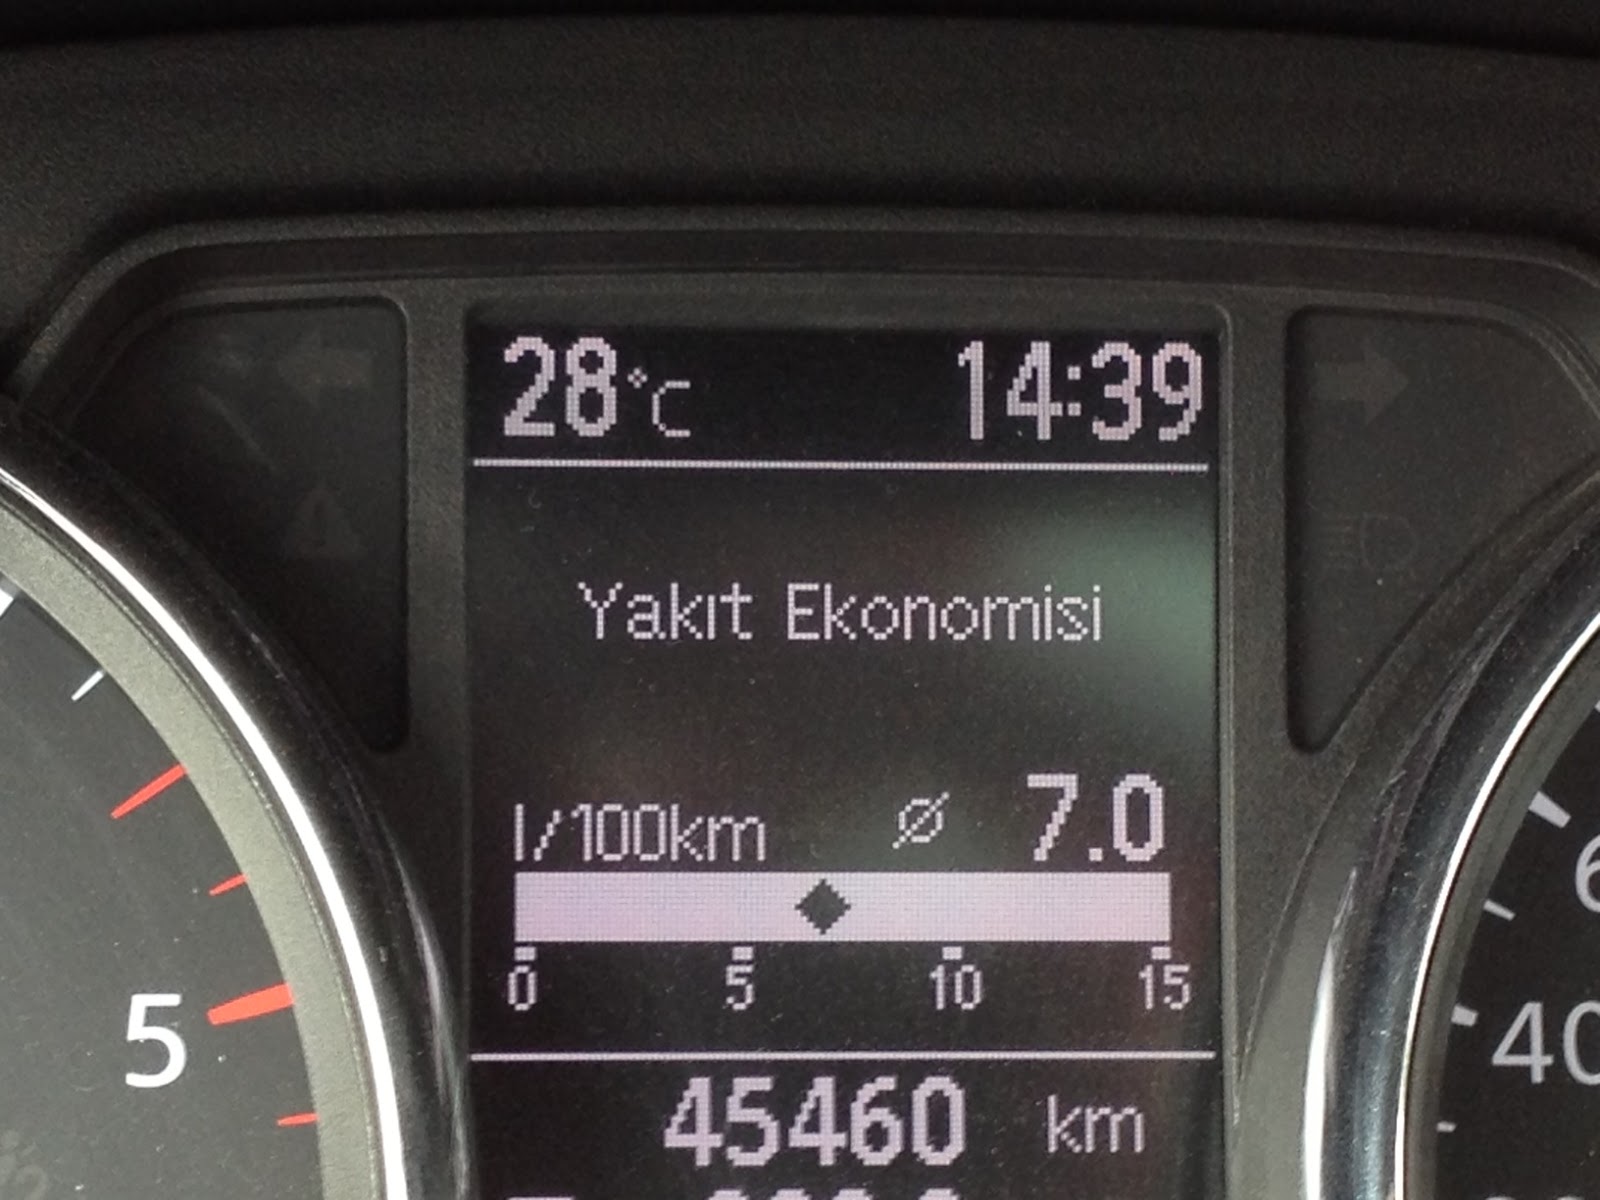 28°C 14:39
Yakıt Ekonomisi
l/100km ⌀ 7.0
0 5 10 15
5
40
45460 km